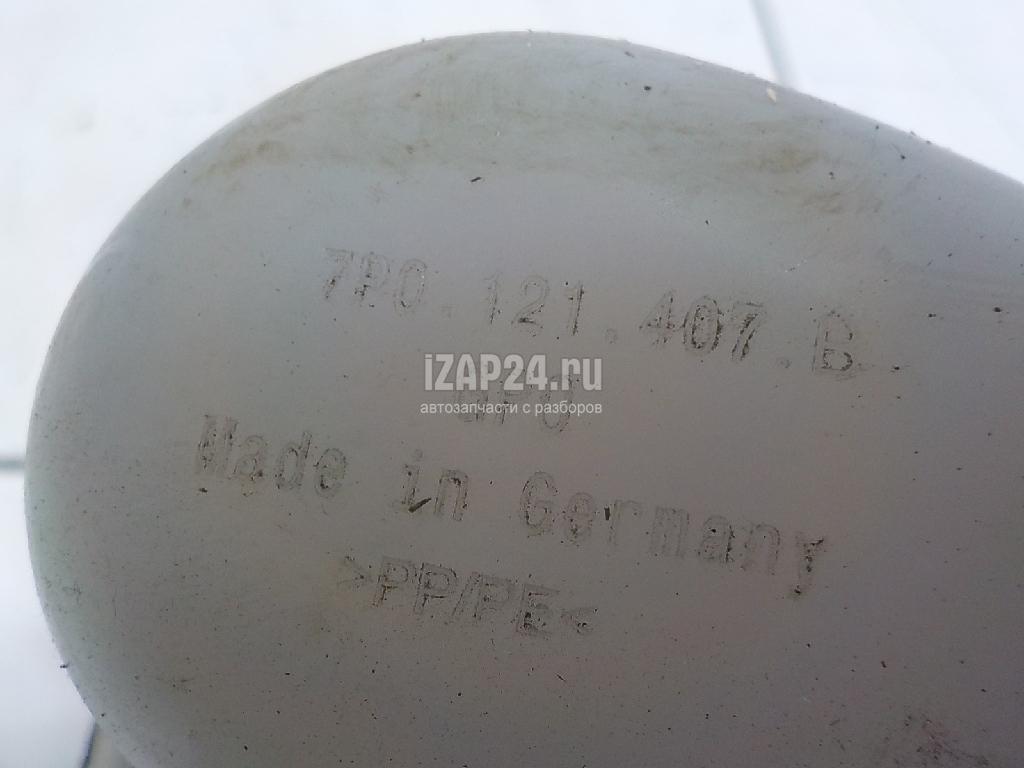 7P0.121.407.B
iZAP24.ru
автозапчасти с разборов
Made in Germany
>PP/PE<